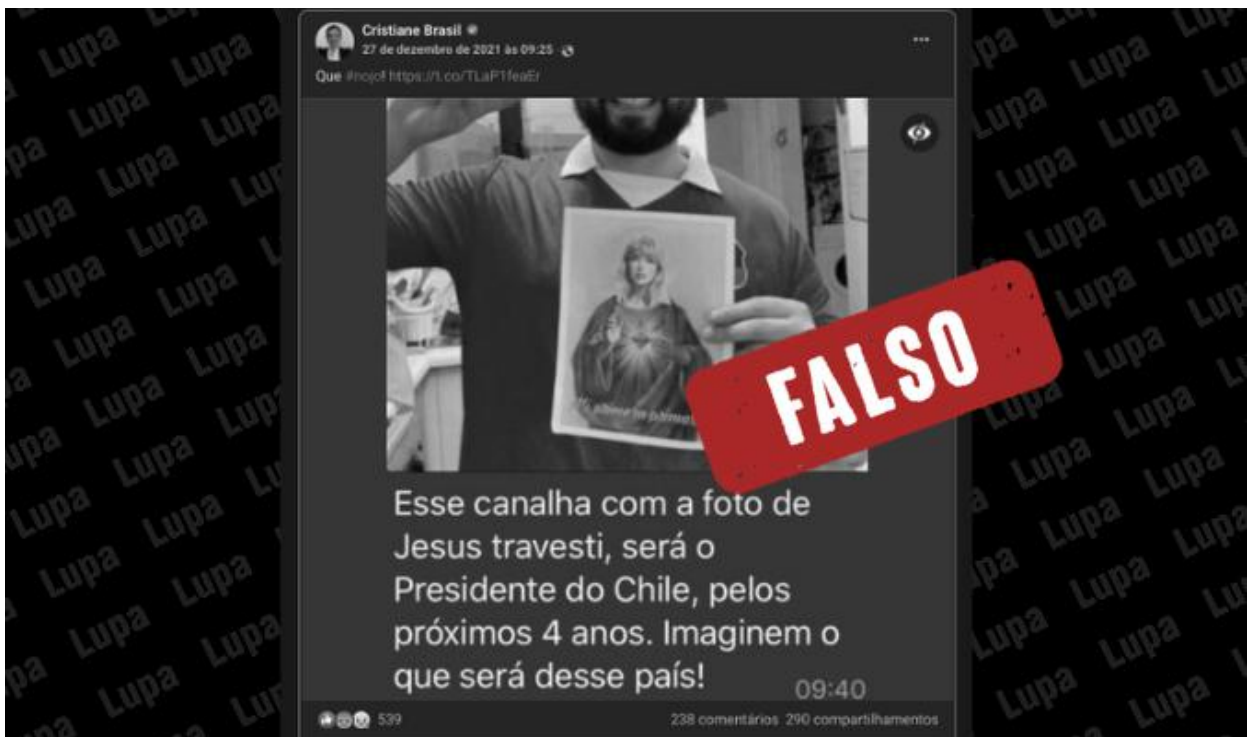 Cristiane Brasil
27 de dezembro de 2021 às 09:25
Que #nojo! https://t.co/TLaP1feaEr
FALSO
Esse canalha com a foto de
Jesus travesti, será o
Presidente do Chile, pelos
próximos 4 anos. Imaginem o
que será desse país!
09:40
539
238 comentários 290 compartilhamentos
Lupa